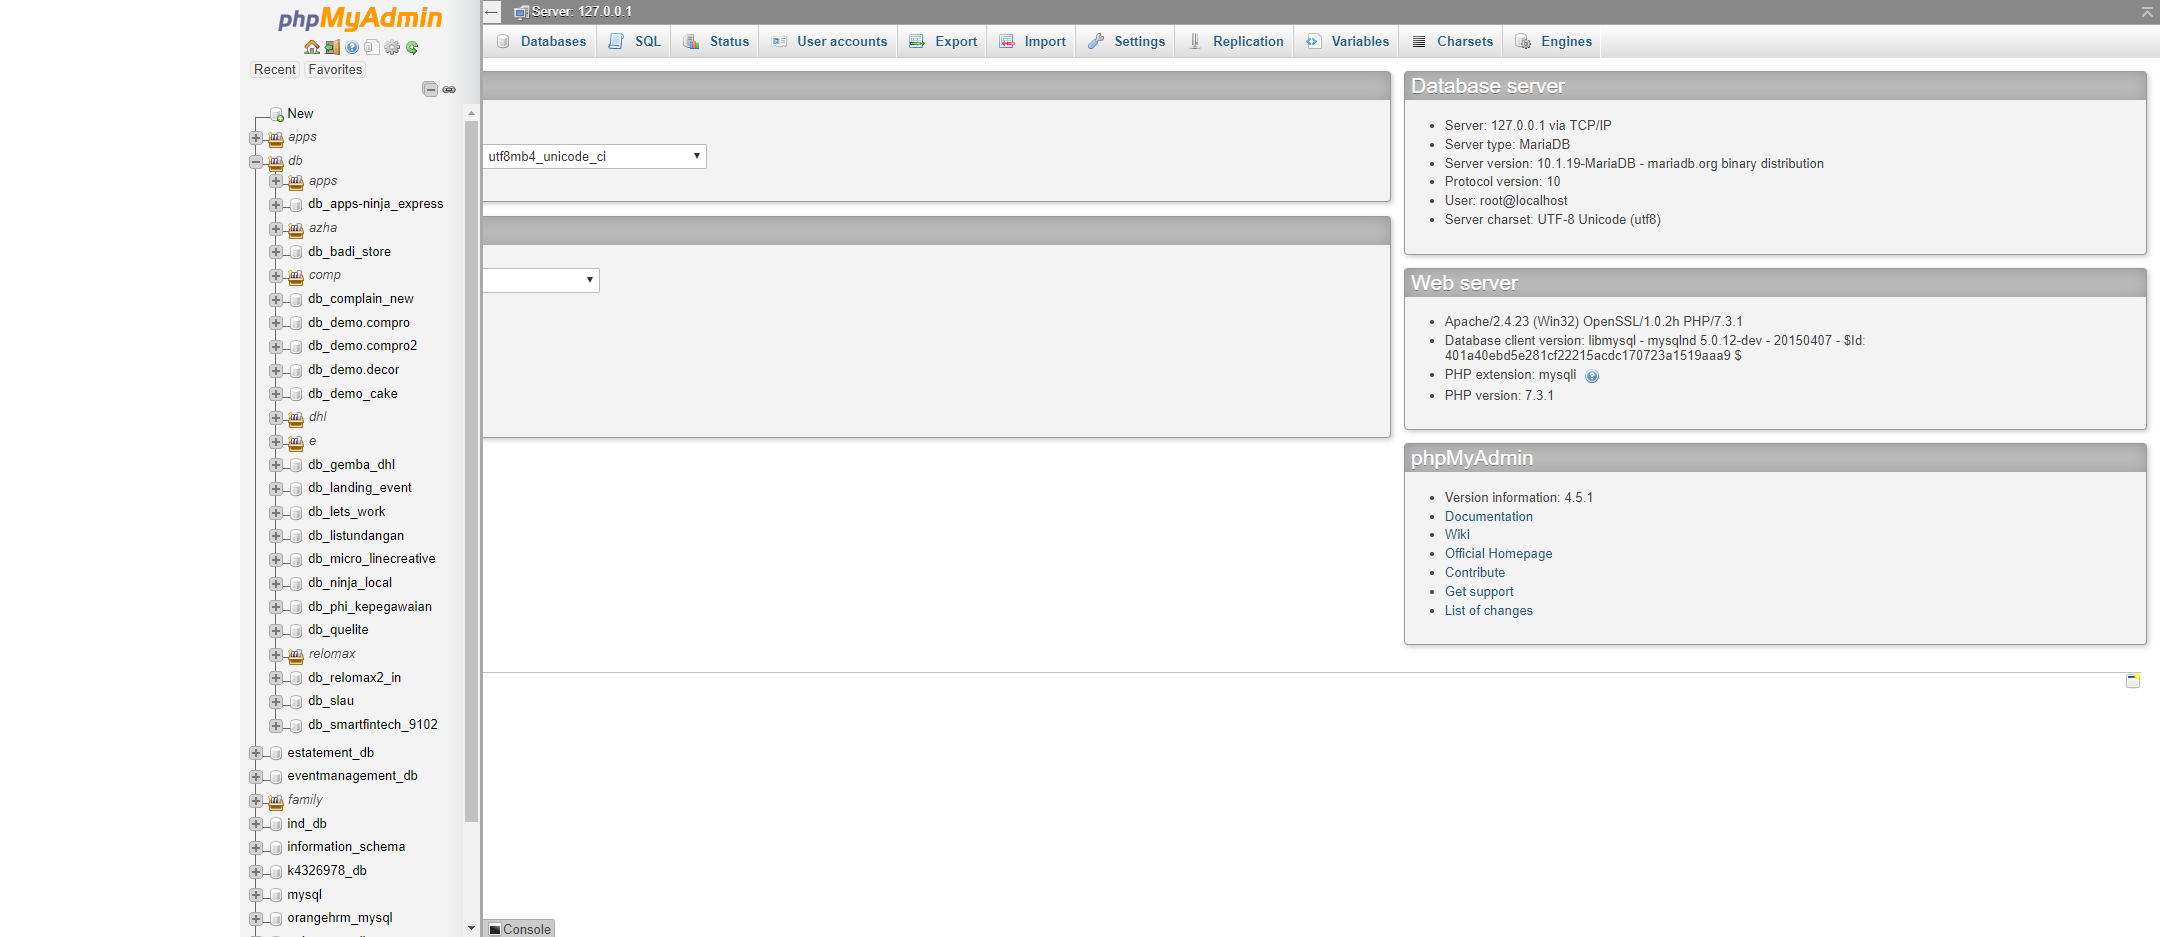 phpMyAdmin
Recent Favorites
New
apps
db
apps
db_apps-ninja_express
azha
db_badi_store
comp
db_complain_new
db_demo.compro
db_demo.compro2
db_demo.decor
db_demo_cake
dhl
e
db_gemba_dhl
db_landing_event
db_lets_work
db_listundangan
db_micro_linecreative
db_ninja_local
db_phi_kepegawaian
db_quelite
relomax
db_relomax2_in
db_slau
db_smartfintech_9102
estatement_db
eventmanagement_db
family
ind_db
information_schema
k4326978_db
mysql
orangehrm_mysql
Server: 127.0.0.1
Databases SQL Status User accounts Export Import Settings Replication Variables Charsets Engines
utf8mb4_unicode_ci
Database server
Server: 127.0.0.1 via TCP/IP
Server type: MariaDB
Server version: 10.1.19-MariaDB - mariadb.org binary distribution
Protocol version: 10
User: root@localhost
Server charset: UTF-8 Unicode (utf8)
Web server
Apache/2.4.23 (Win32) OpenSSL/1.0.2h PHP/7.3.1
Database client version: libmysql - mysqlnd 5.0.12-dev - 20150407 - $Id:
401a40ebd5e281cf22215acdc170723a1519aaa9 $
PHP extension: mysqli
PHP version: 7.3.1
phpMyAdmin
Version information: 4.5.1
Documentation
Wiki
Official Homepage
Contribute
Get support
List of changes
Console